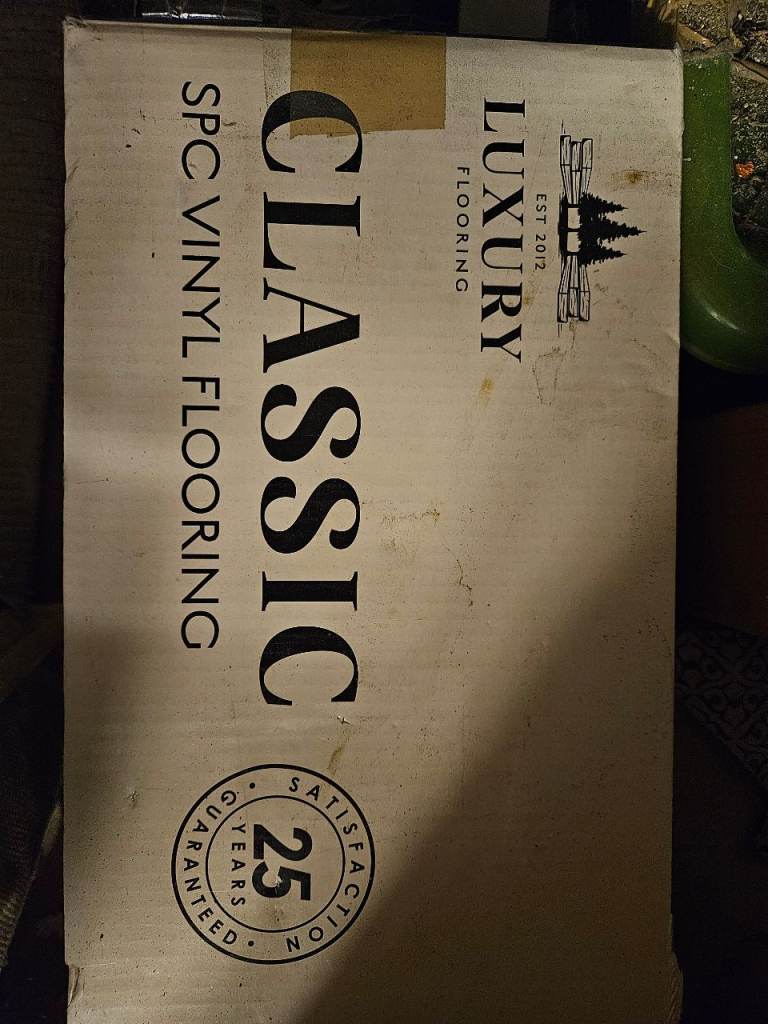 EST 2012
LUXURY
FLOORING
CLASSIC
SPC VINYL FLOORING
SATISFACTION
25
YEARS
GUARANTEED